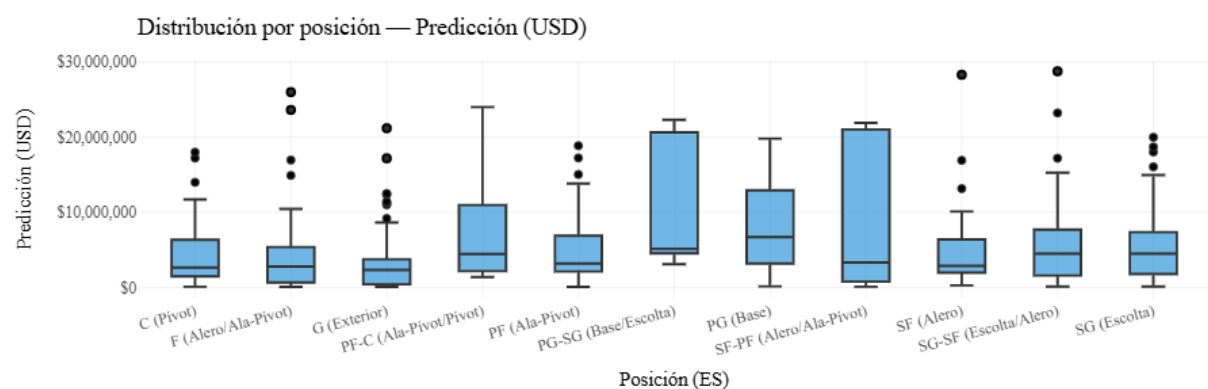 Distribución por posición — Predicción (USD)
$30,000,000
$20,000,000
$10,000,000
$0
Predicción (USD)
C (Pivot)
F (Alero/Ala-Pivot)
G (Exterior)
PF-C (Ala-Pivot/Pivot)
PF (Ala-Pivot)
PG-SG (Base/Escolta)
PG (Base)
SF-PF (Alero/Ala-Pivot)
SF (Alero)
SG-SF (Escolta/Alero)
SG (Escolta)
Posición (ES)